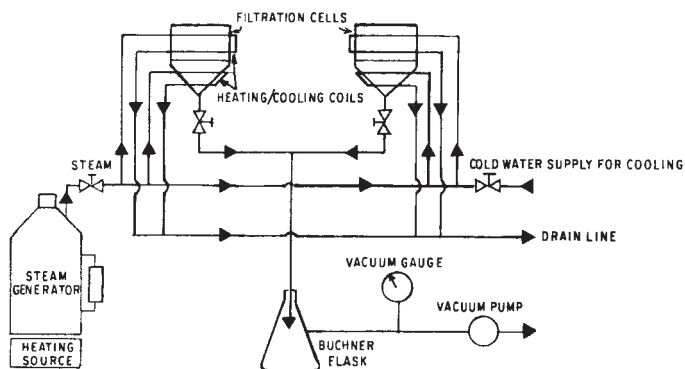 FILTRATION CELLS
HEATING/COOLING COILS
STEAM
COLD WATER SUPPLY FOR COOLING
DRAIN LINE
STEAM
GENERATOR
VACUUM GAUGE
VACUUM PUMP
BUCHNER
FLASK
HEATING
SOURCE